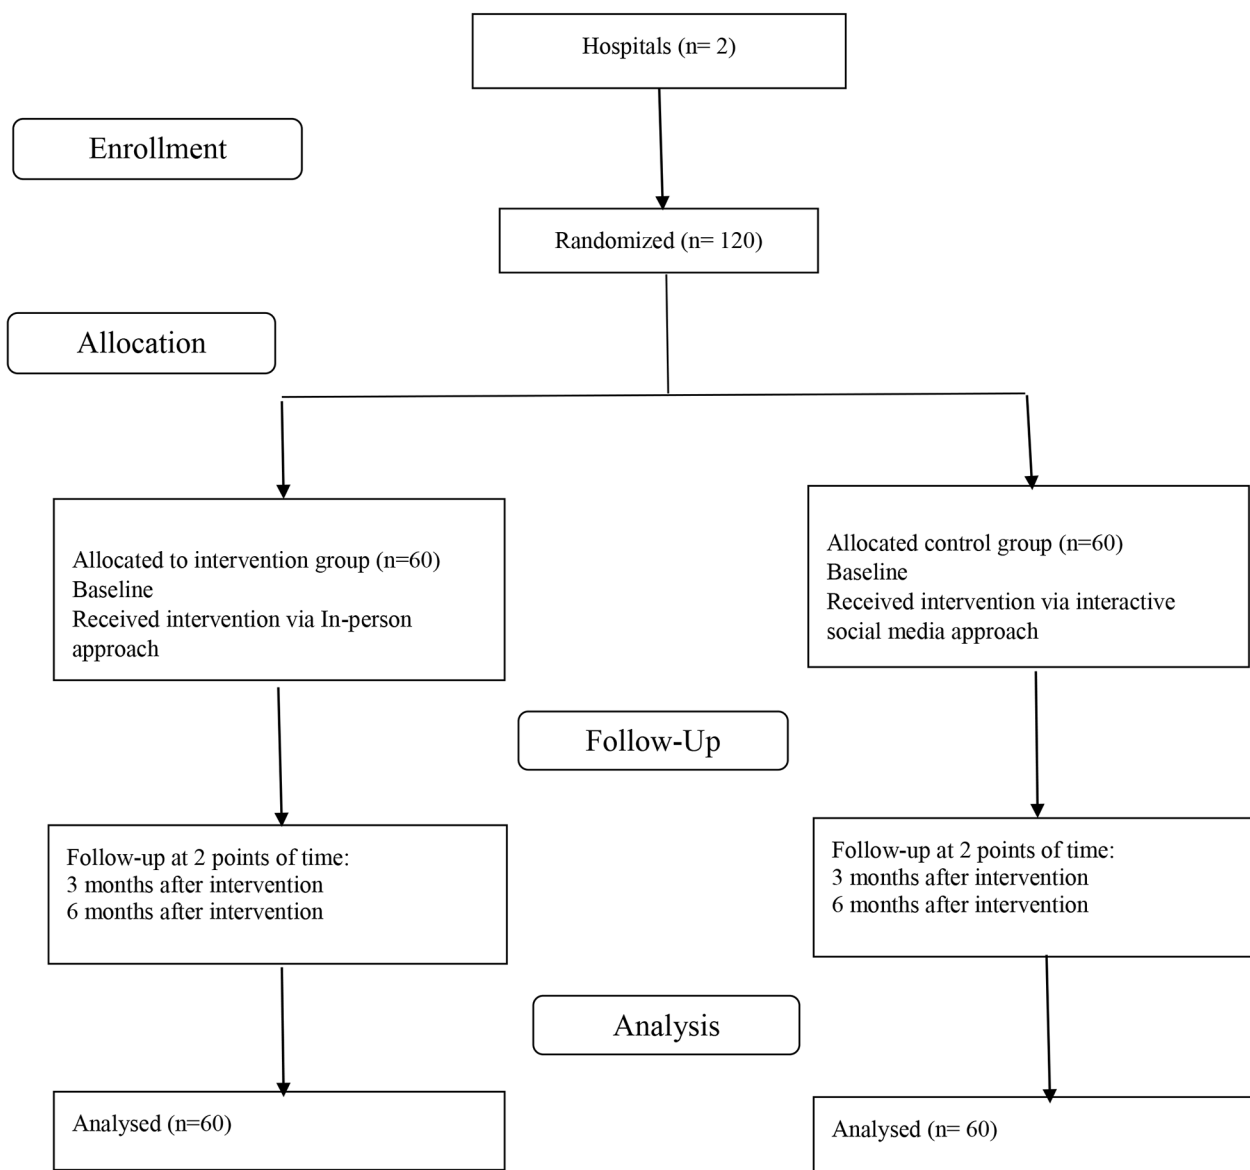 Hospitals (n= 2)
Enrollment
Randomized (n= 120)
Allocation
Allocated to intervention group (n=60)
Baseline
Received intervention via In-person
approach
Allocated control group (n=60)
Baseline
Received intervention via interactive
social media approach
Follow-Up
Follow-up at 2 points of time:
3 months after intervention
6 months after intervention
Follow-up at 2 points of time:
3 months after intervention
6 months after intervention
Analysis
Analysed (n=60)
Analysed (n= 60)